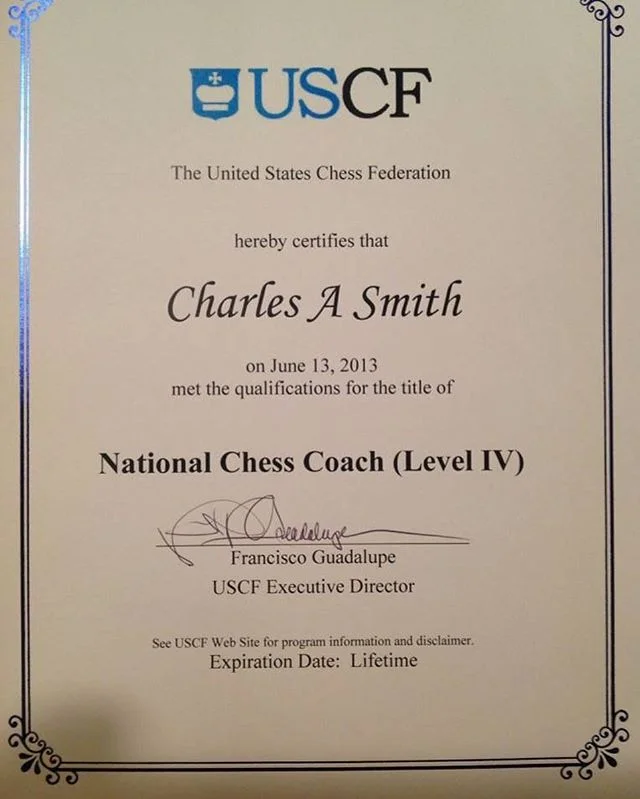 USCF
The United States Chess Federation
hereby certifies that
Charles A Smith
on June 13, 2013
met the qualifications for the title of
National Chess Coach (Level IV)
Guadalupe
Francisco Guadalupe
USCF Executive Director
See USCF Web Site for program information and disclaimer.
Expiration Date: Lifetime